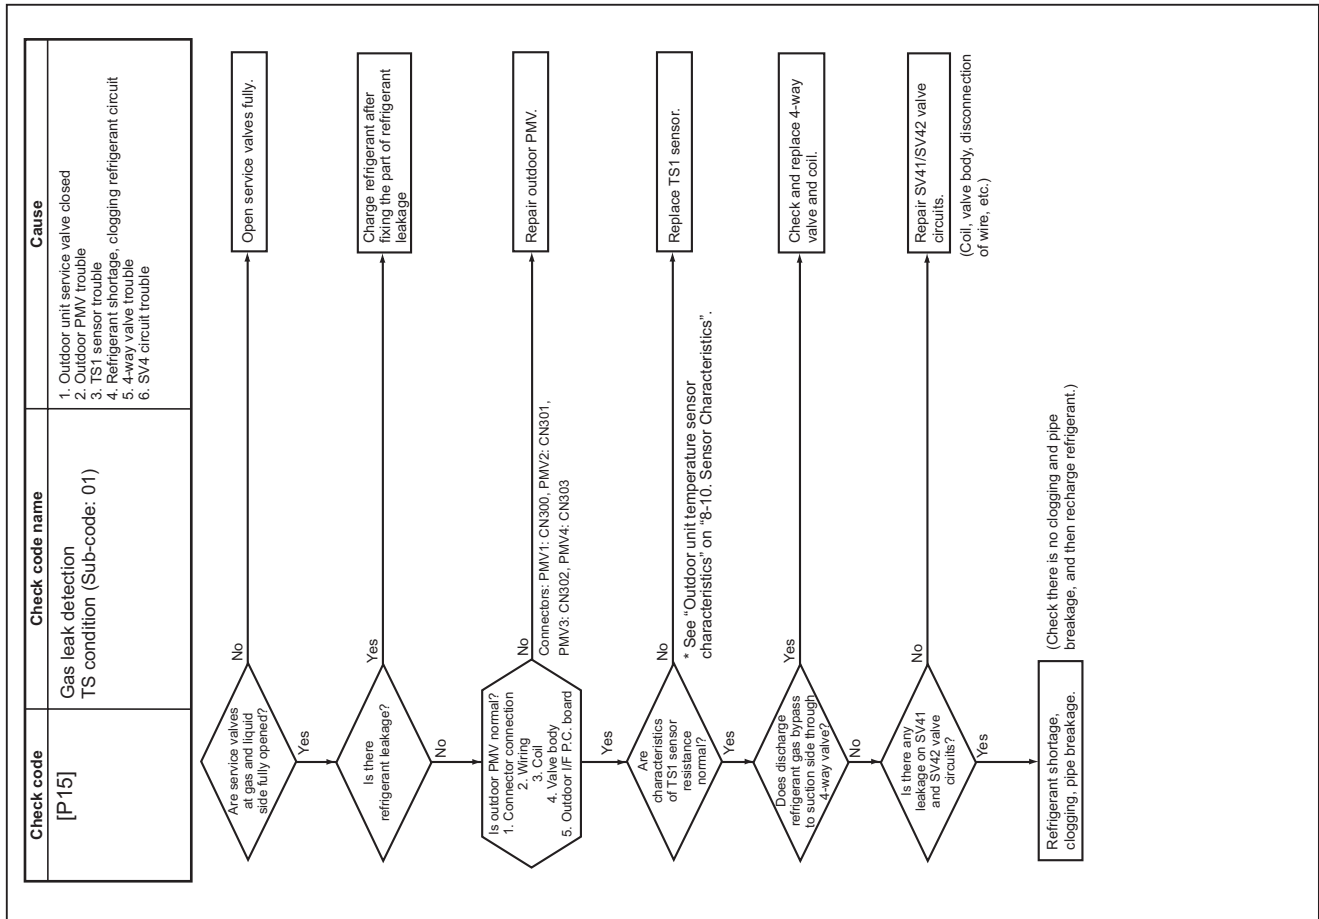 Check code
Check code name
Cause
[P15]
Gas leak detection
TS condition (Sub-code: 01)
1. Outdoor unit service valve closed
2. Outdoor PMV trouble
3. TS1 sensor trouble
4. Refrigerant shortage, clogging refrigerant circuit
5. 4-way valve trouble
6. SV4 circuit trouble
Are service valves
at gas and liquid
side fully opened?
No
Open service valves fully.
Yes
Is there
refrigerant leakage?
Yes
Charge refrigerant after
fixing the part of refrigerant
leakage
No
Is outdoor PMV normal?
1. Connector connection
2. Wiring
3. Coil
4. Valve body
5. Outdoor I/F P.C. board
No
Repair outdoor PMV.
Connectors: PMV1: CN300, PMV2: CN301,
PMV3: CN302, PMV4: CN303
Yes
Are
characteristics
of TS1 sensor
resistance
normal?
No
Replace TS1 sensor.
* See “Outdoor unit temperature sensor
characteristics” on “8-10. Sensor Characteristics”.
Yes
Does discharge
refrigerant gas bypass
to suction side through
4-way valve?
Yes
Check and replace 4-way
valve and coil.
No
Is there any
leakage on SV41
and SV42 valve
circuits?
No
Repair SV41/SV42 valve
circuits.
(Coil, valve body, disconnection
of wire, etc.)
Yes
Refrigerant shortage,
clogging, pipe breakage.
(Check there is no clogging and pipe
breakage, and then recharge refrigerant.)